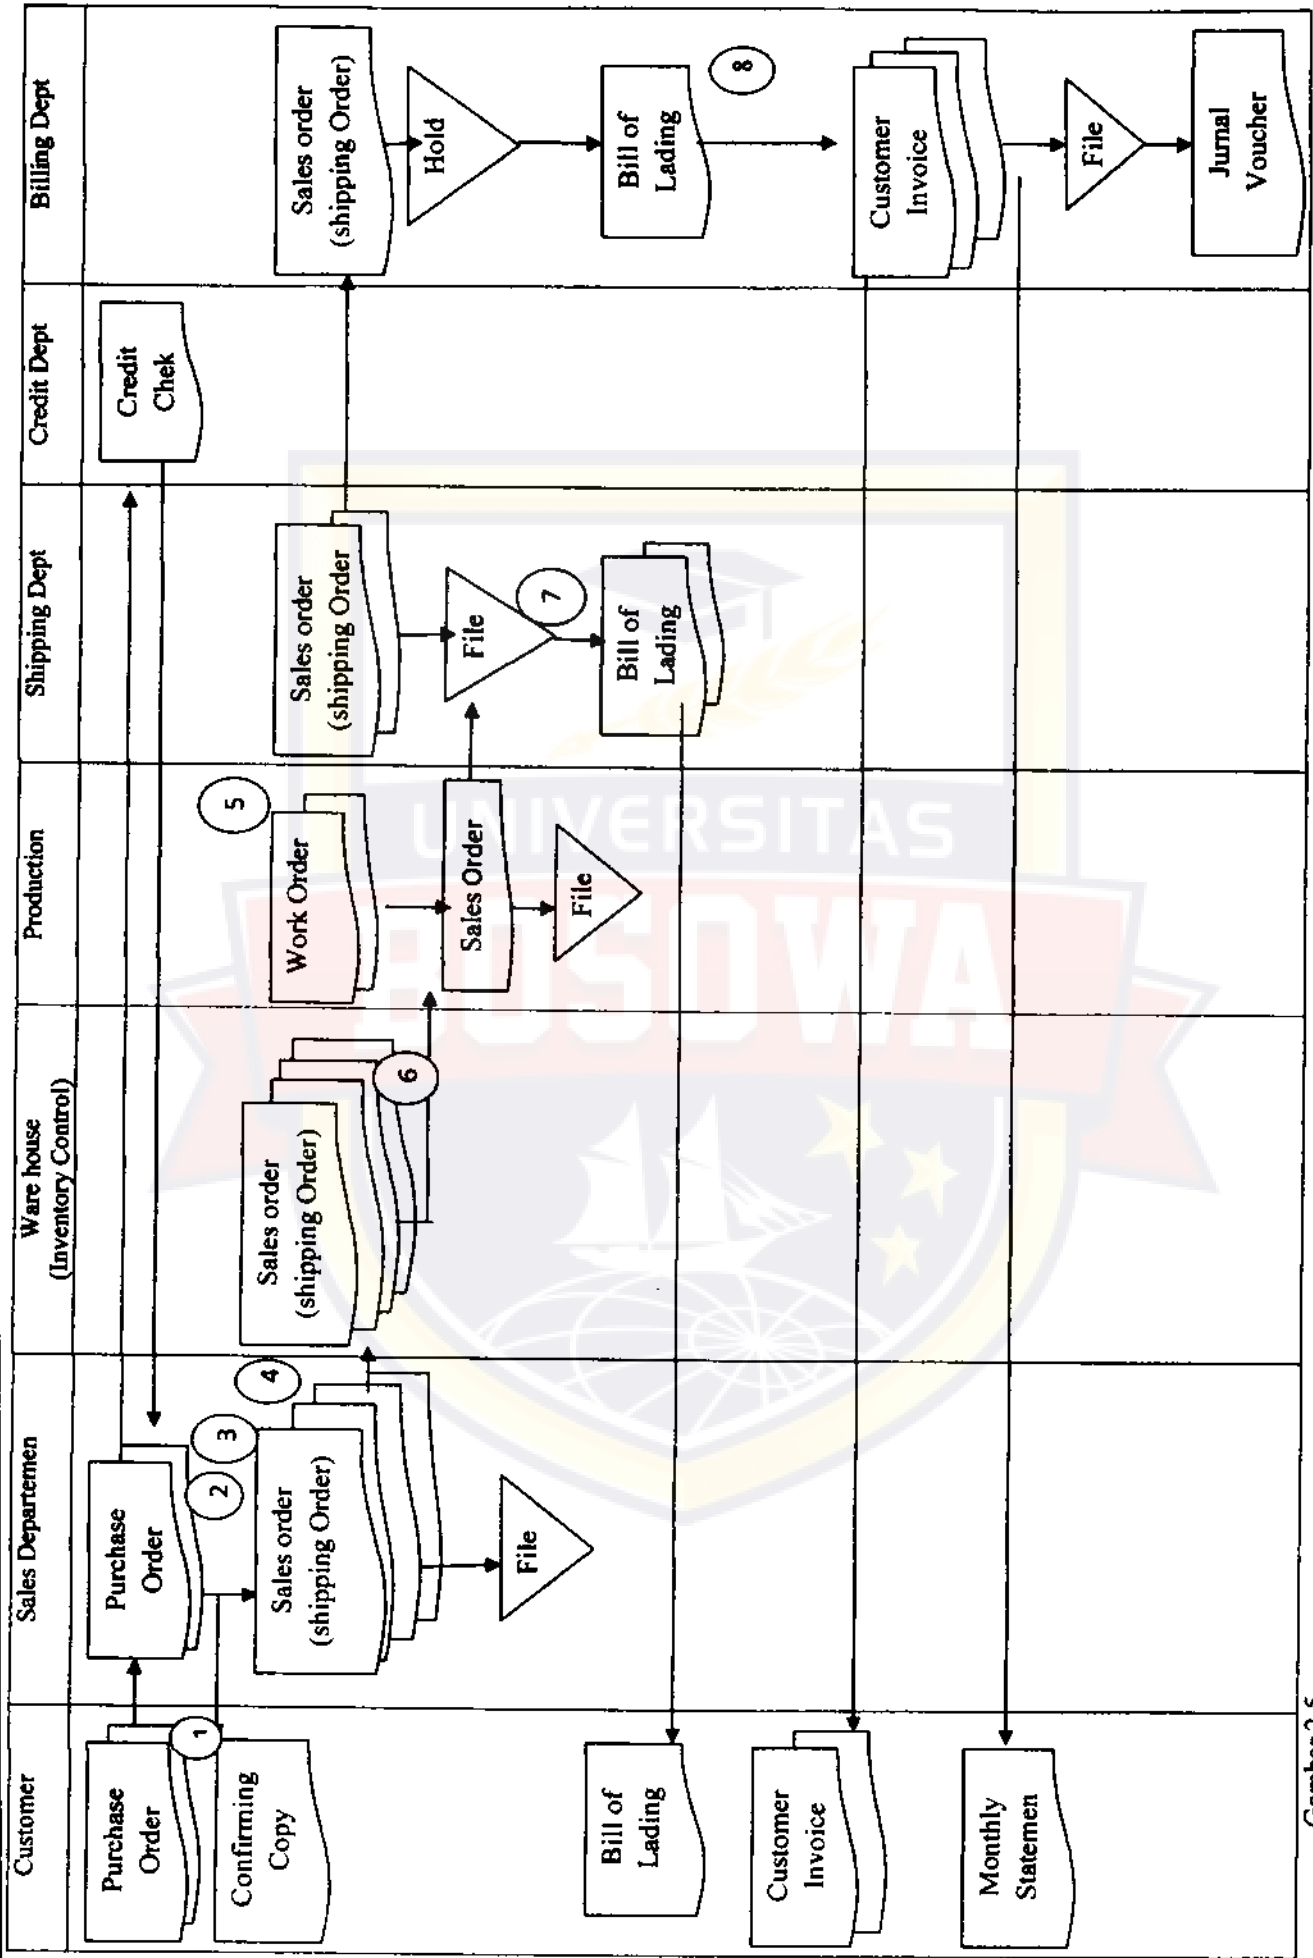 Customer
Sales Departemen
Ware house
(Inventory Control)
Production
Shipping Dept
Credit Dept
Billing Dept
Purchase
Order
1
Confirming
Copy
Bill of
Lading
Customer
Invoice
Monthly
Statemen
Purchase
Order
2
3
Sales order
(shipping Order)
4
File
Sales order
(shipping Order)
6
Work Order
5
Sales Order
File
Sales order
(shipping Order
File
7
Bill of
Lading
Credit
Chek
Sales order
(shipping Order)
Hold
Bill of
Lading
8
Customer
Invoice
File
Jurnal
Voucher
UNIVERSITAS
BOSOWA